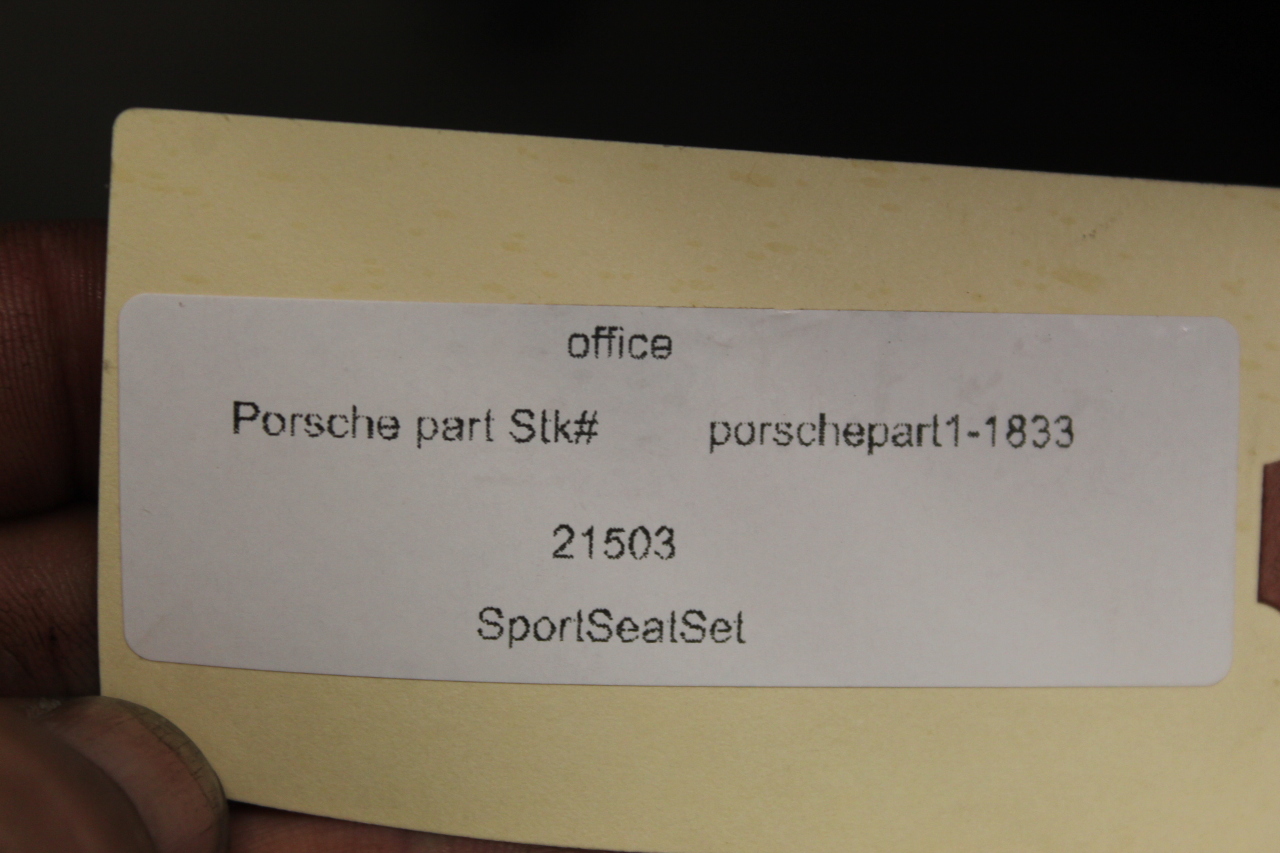 office
Porsche part Stk# porschepart1-1833
21503
SportSeatSet